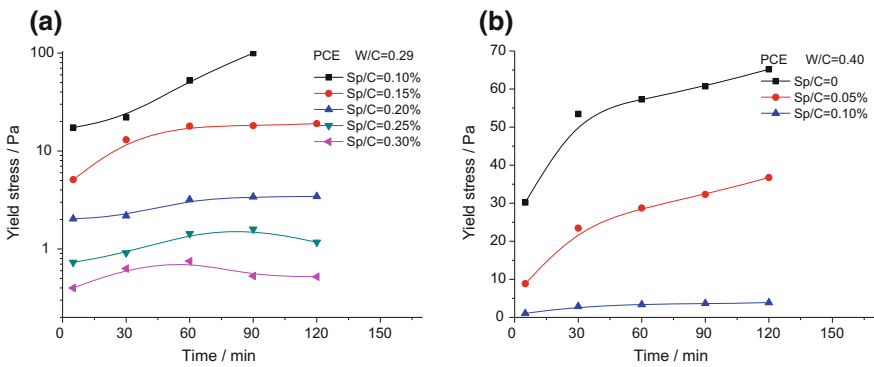 (a)
PCE W/C=0.29
Sp/C=0.10%
Sp/C=0.15%
Sp/C=0.20%
Sp/C=0.25%
Sp/C=0.30%
100
10
1
Yield stress / Pa
0 30 60 90 120 150
Time / min
(b)
PCE W/C=0.40
Sp/C=0
Sp/C=0.05%
Sp/C=0.10%
70
60
50
40
30
20
10
0
Yield stress / Pa
0 30 60 90 120 150
Time / min